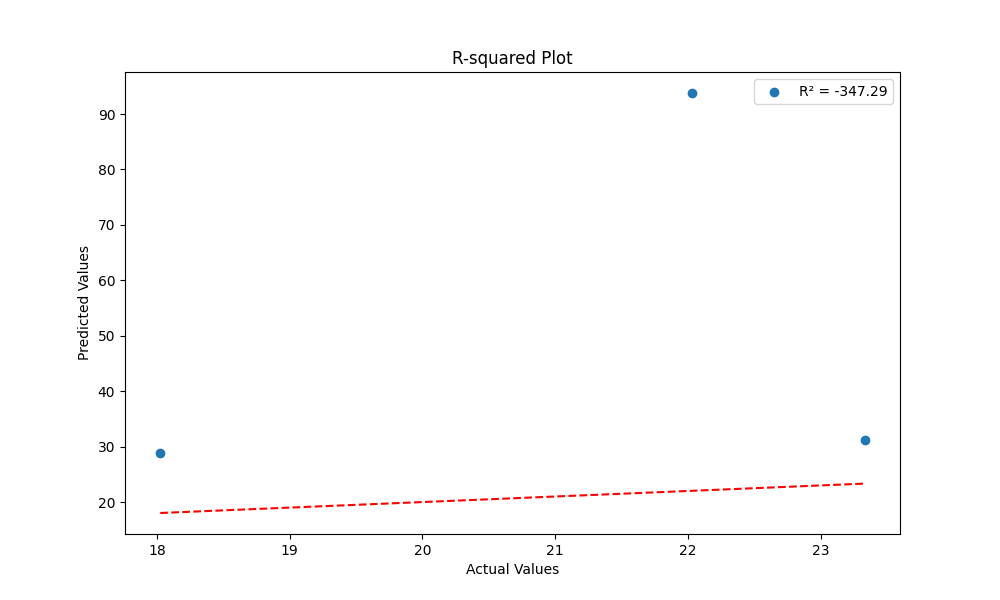 R-squared Plot
R² = -347.29
Predicted Values
90
80
70
60
50
40
30
20
18 19 20 21 22 23
Actual Values